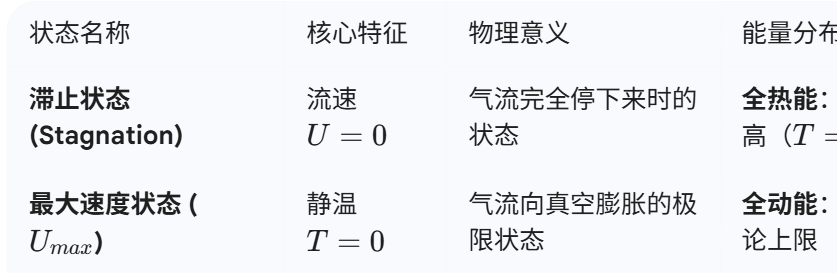 状态名称 核心特征 物理意义 能量分布
滞止状态 流速 气流完全停下来时的 全热能：
(Stagnation) U = 0 状态 高（T =
最大速度状态 ( 静温 气流向真空膨胀的极 全动能：
U_max) T = 0 限状态 论上限